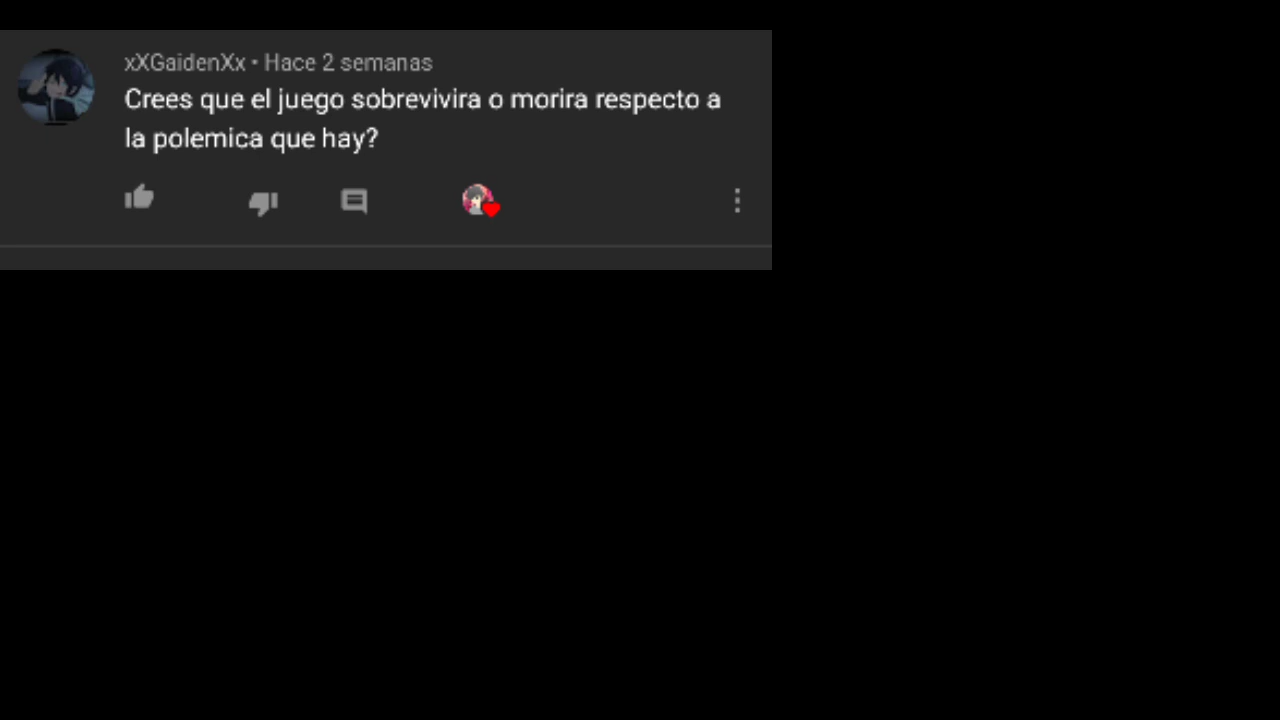 xXGaidenXx • Hace 2 semanas
Crees que el juego sobrevivira o morira respecto a
la polemica que hay?